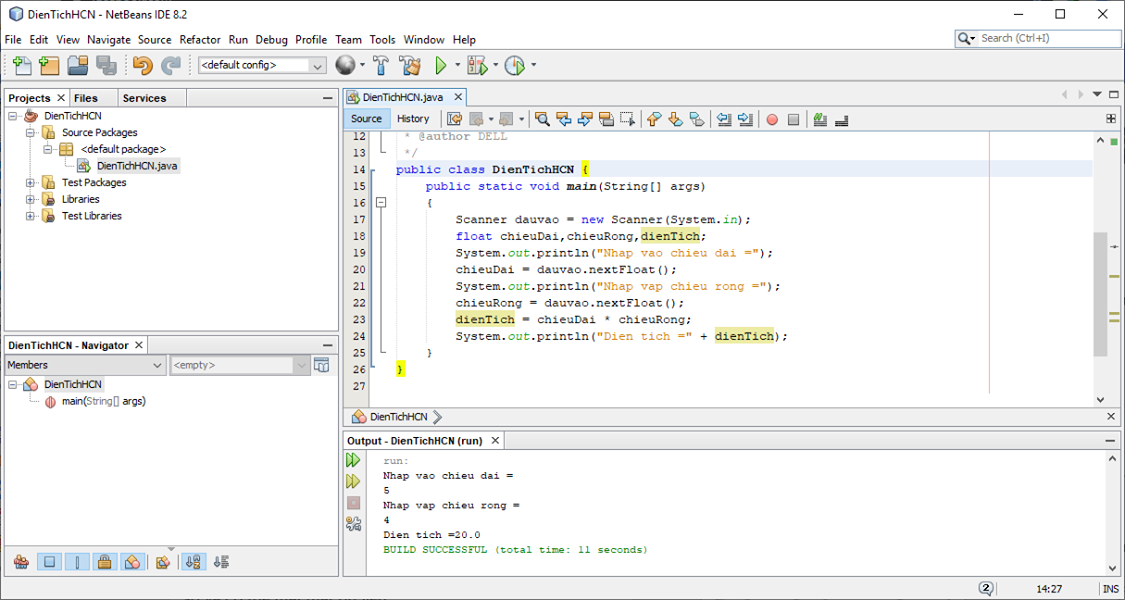 DienTichHCN - NetBeans IDE 8.2
File Edit View Navigate Source Refactor Run Debug Profile Team Tools Window Help
Search (Ctrl+I)
<default config>
Projects Files Services
DienTichHCN
Source Packages
<default package>
DienTichHCN.java
Test Packages
Libraries
Test Libraries
DienTichHCN - Navigator
Members <empty>
DienTichHCN
main(String[] args)
DienTichHCN.java
Source History
12 * @author DELL
13 */
14 public class DienTichHCN {
15 public static void main(String[] args)
16 {
17 Scanner dauvao = new Scanner(System.in);
18 float chieuDai,chieuRong,dienTich;
19 System.out.println("Nhap vao chieu dai =");
20 chieuDai = dauvao.nextFloat();
21 System.out.println("Nhap vap chieu rong =");
22 chieuRong = dauvao.nextFloat();
23 dienTich = chieuDai * chieuRong;
24 System.out.println("Dien tich =" + dienTich);
25 }
26 }
27
DienTichHCN
Output - DienTichHCN (run)
run:
Nhap vao chieu dai =
5
Nhap vap chieu rong =
4
Dien tich =20.0
BUILD SUCCESSFUL (total time: 11 seconds)
2 14:27 INS